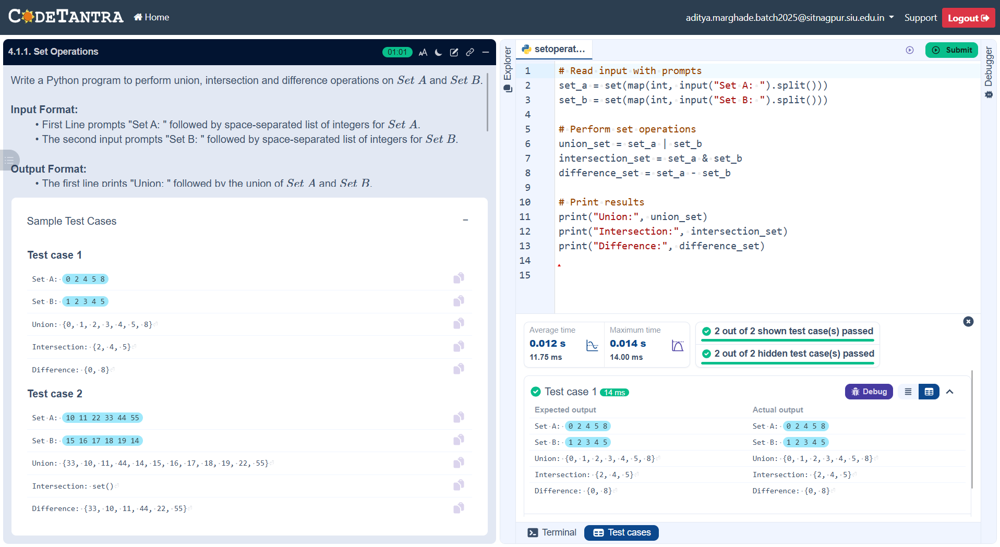 CODETANTRA
Home
aditya.marghade.batch2025@sitnagpur.siu.edu.in
Support
Logout
4.1.1. Set Operations
01:01
AA
Write a Python program to perform union, intersection and difference operations on Set A and Set B.
Input Format:
• First Line prompts "Set A: " followed by space-separated list of integers for Set A.
• The second input prompts "Set B: " followed by space-separated list of integers for Set B.
Output Format:
• The first line prints "Union: " followed by the union of Set A and Set B.
Sample Test Cases
Test case 1
Set·A:· 0 2 4 5 8
Set·B:· 1 2 3 4 5
Union:·{0,·1,·2,·3,·4,·5,·8}⏎
Intersection:·{2,·4,·5}⏎
Difference:·{0,·8}⏎
Test case 2
Set·A:· 10 11 22 33 44 55
Set·B:· 15 16 17 18 19 14
Union:·{33,·10,·11,·44,·14,·15,·16,·17,·18,·19,·22,·55}⏎
Intersection:·set()⏎
Difference:·{33,·10,·11,·44,·22,·55}⏎
Explorer
setoperat...
Submit
Debugger
1 # Read input with prompts
2 set_a = set(map(int, input("Set A: ").split()))
3 set_b = set(map(int, input("Set B: ").split()))
4
5 # Perform set operations
6 union_set = set_a | set_b
7 intersection_set = set_a & set_b
8 difference_set = set_a - set_b
9
10 # Print results
11 print("Union:", union_set)
12 print("Intersection:", intersection_set)
13 print("Difference:", difference_set)
14
15
Average time
0.012 s
11.75 ms
Maximum time
0.014 s
14.00 ms
2 out of 2 shown test case(s) passed
2 out of 2 hidden test case(s) passed
Test case 1 14 ms
Debug
Expected output
Actual output
Set·A:· 0 2 4 5 8
Set·A:· 0 2 4 5 8
Set·B:· 1 2 3 4 5
Set·B:· 1 2 3 4 5
Union:·{0,·1,·2,·3,·4,·5,·8}⏎
Union:·{0,·1,·2,·3,·4,·5,·8}⏎
Intersection:·{2,·4,·5}⏎
Intersection:·{2,·4,·5}⏎
Difference:·{0,·8}⏎
Difference:·{0,·8}⏎
Terminal
Test cases